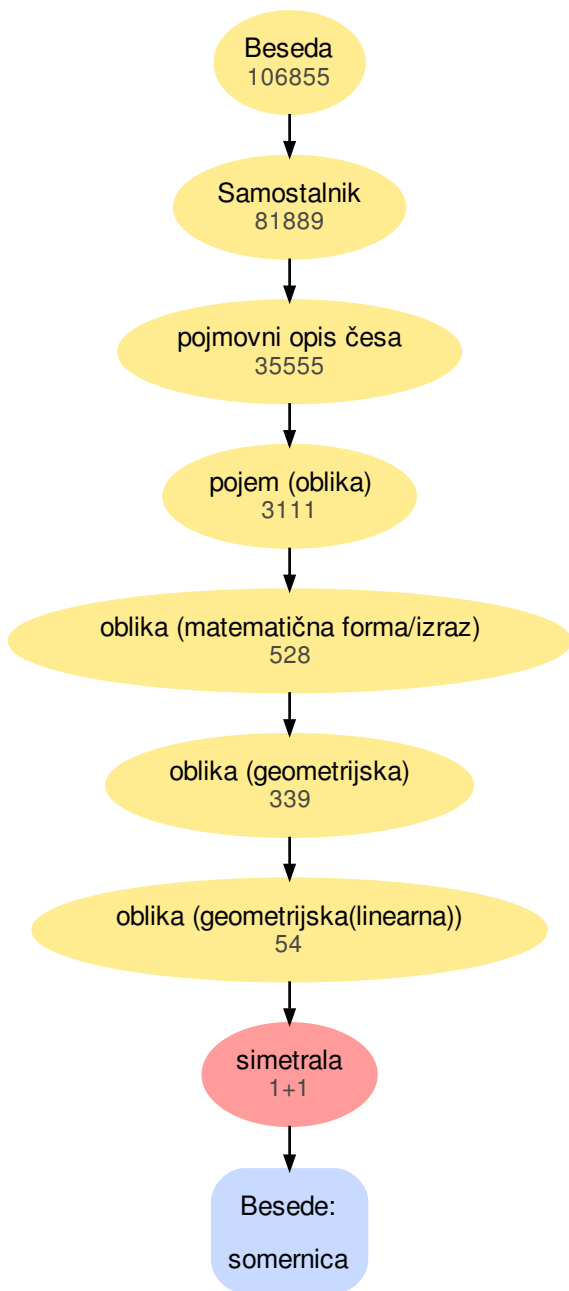 Beseda
106855
Samostalnik
81889
pojmovni opis česa
35555
pojem (oblika)
3111
oblika (matematična forma/izraz)
528
oblika (geometrijska)
339
oblika (geometrijska(linearna))
54
simetrala
1+1
Besede:
somernica